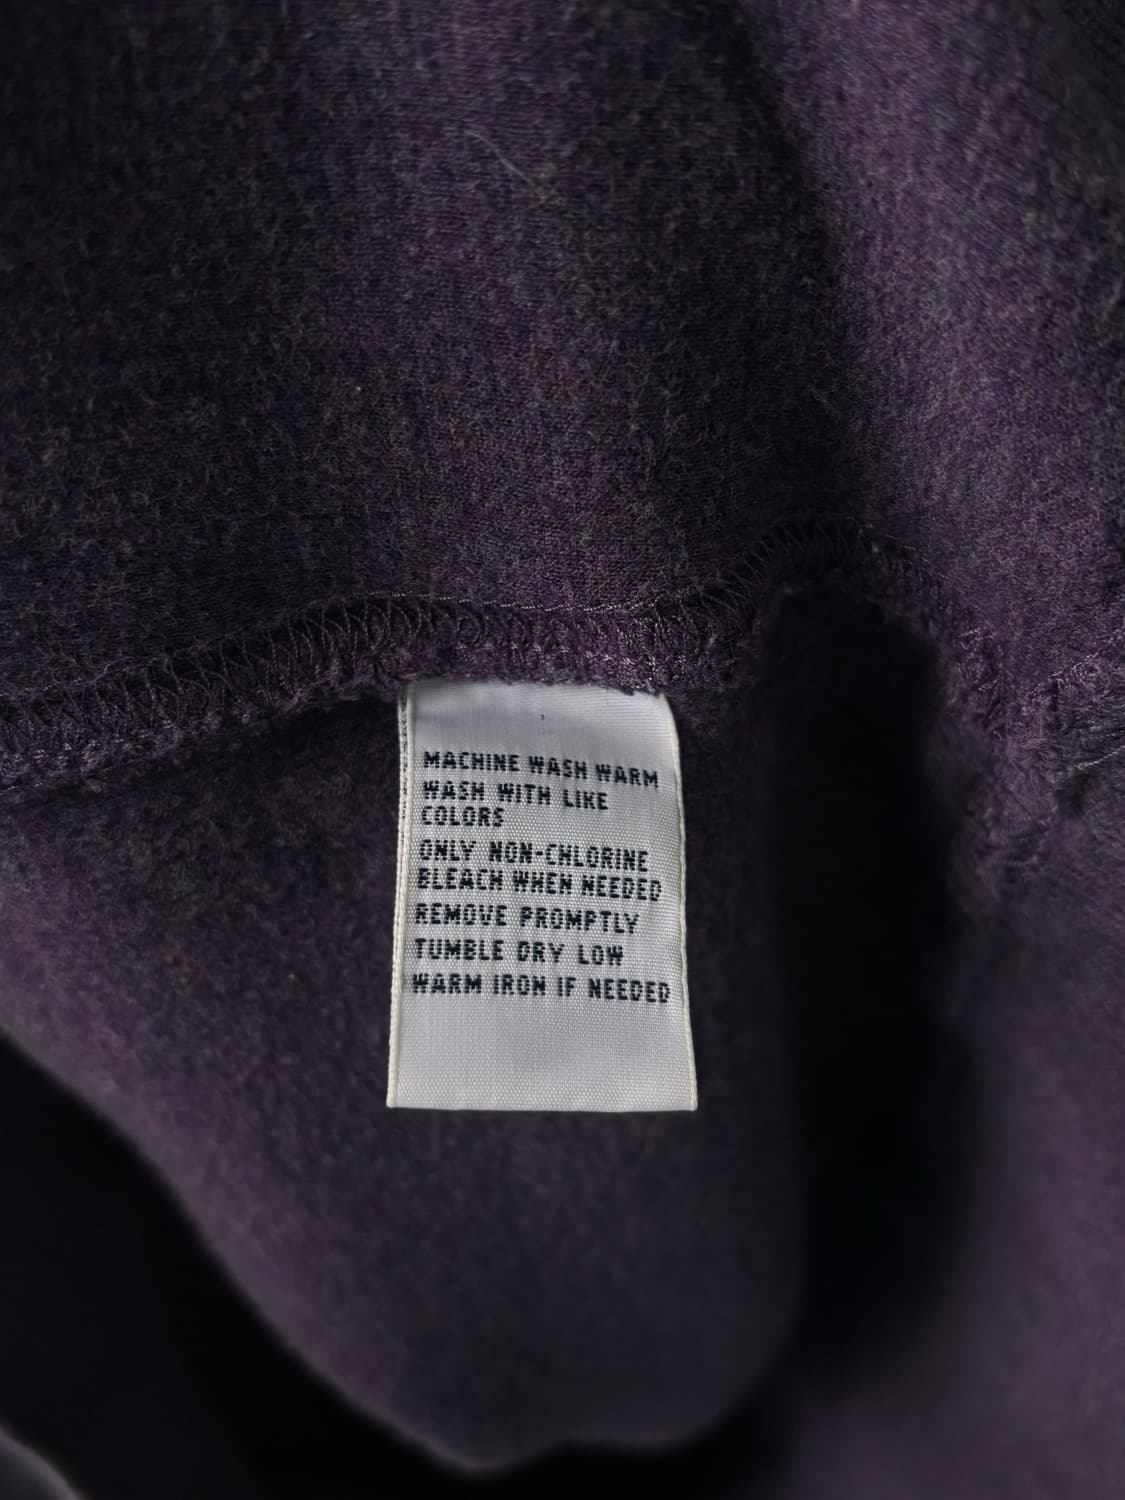 MACHINE WASH WARM
WASH WITH LIKE
COLORS
ONLY NON-CHLORINE
BLEACH WHEN NEEDED
REMOVE PROMPTLY
TUMBLE DRY LOW
WARM IRON IF NEEDED